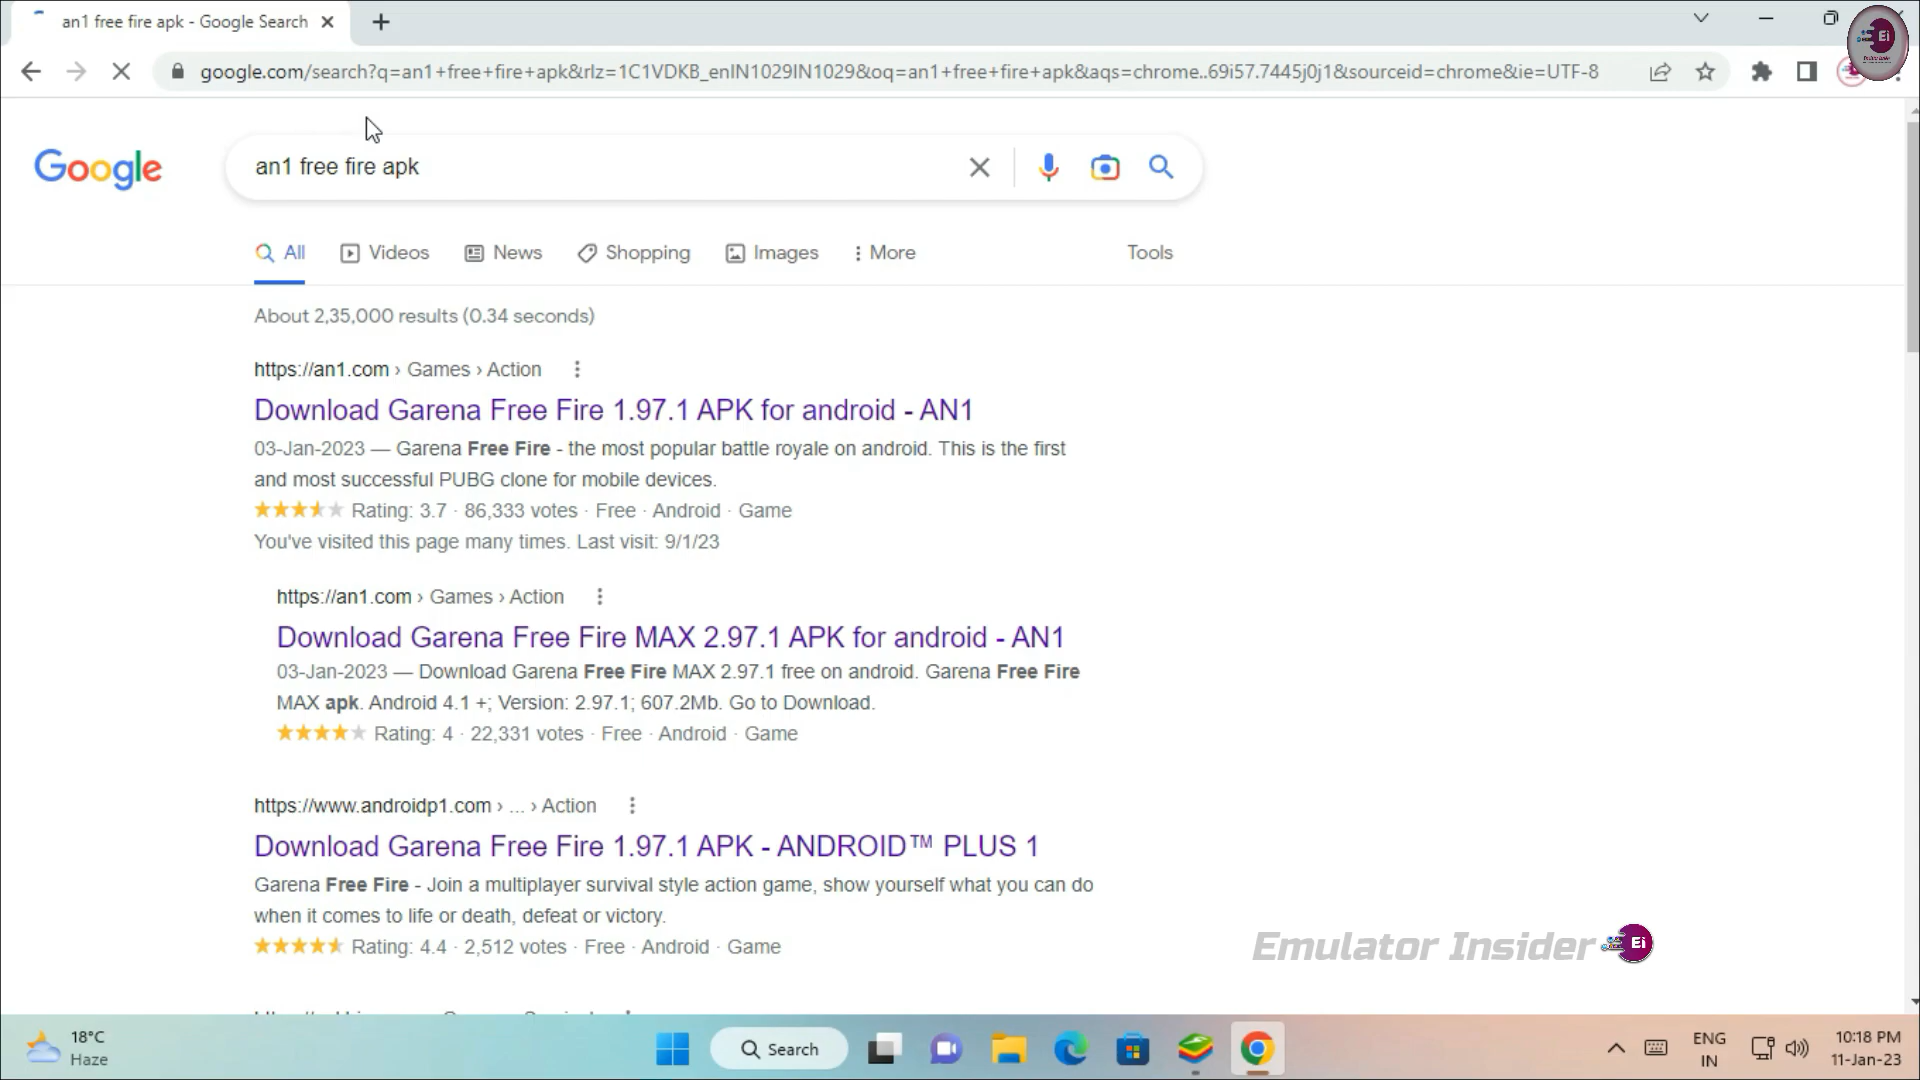 an1 free fire apk - Google Search
google.com/search?q=an1+free+fire+apk&rlz=1C1VDKB_enIN1029IN1029&oq=an1+free+fire+apk&aqs=chrome..69i57.7445j0j1&sourceid=chrome&ie=UTF-8
Ei
Google
an1 free fire apk
All Videos News Shopping Images More Tools
About 2,35,000 results (0.34 seconds)
https://an1.com › Games › Action
Download Garena Free Fire 1.97.1 APK for android - AN1
03-Jan-2023 — Garena Free Fire - the most popular battle royale on android. This is the first
and most successful PUBG clone for mobile devices.
Rating: 3.7 · 86,333 votes · Free · Android · Game
You've visited this page many times. Last visit: 9/1/23
https://an1.com › Games › Action
Download Garena Free Fire MAX 2.97.1 APK for android - AN1
03-Jan-2023 — Download Garena Free Fire MAX 2.97.1 free on android. Garena Free Fire
MAX apk. Android 4.1 +; Version: 2.97.1; 607.2Mb. Go to Download.
Rating: 4 · 22,331 votes · Free · Android · Game
https://www.androidp1.com › ... › Action
Download Garena Free Fire 1.97.1 APK - ANDROID™ PLUS 1
Garena Free Fire - Join a multiplayer survival style action game, show yourself what you can do
when it comes to life or death, defeat or victory.
Rating: 4.4 · 2,512 votes · Free · Android · Game
Emulator Insider Ei
18°C
Haze
Search
ENG
IN
10:18 PM
11-Jan-23